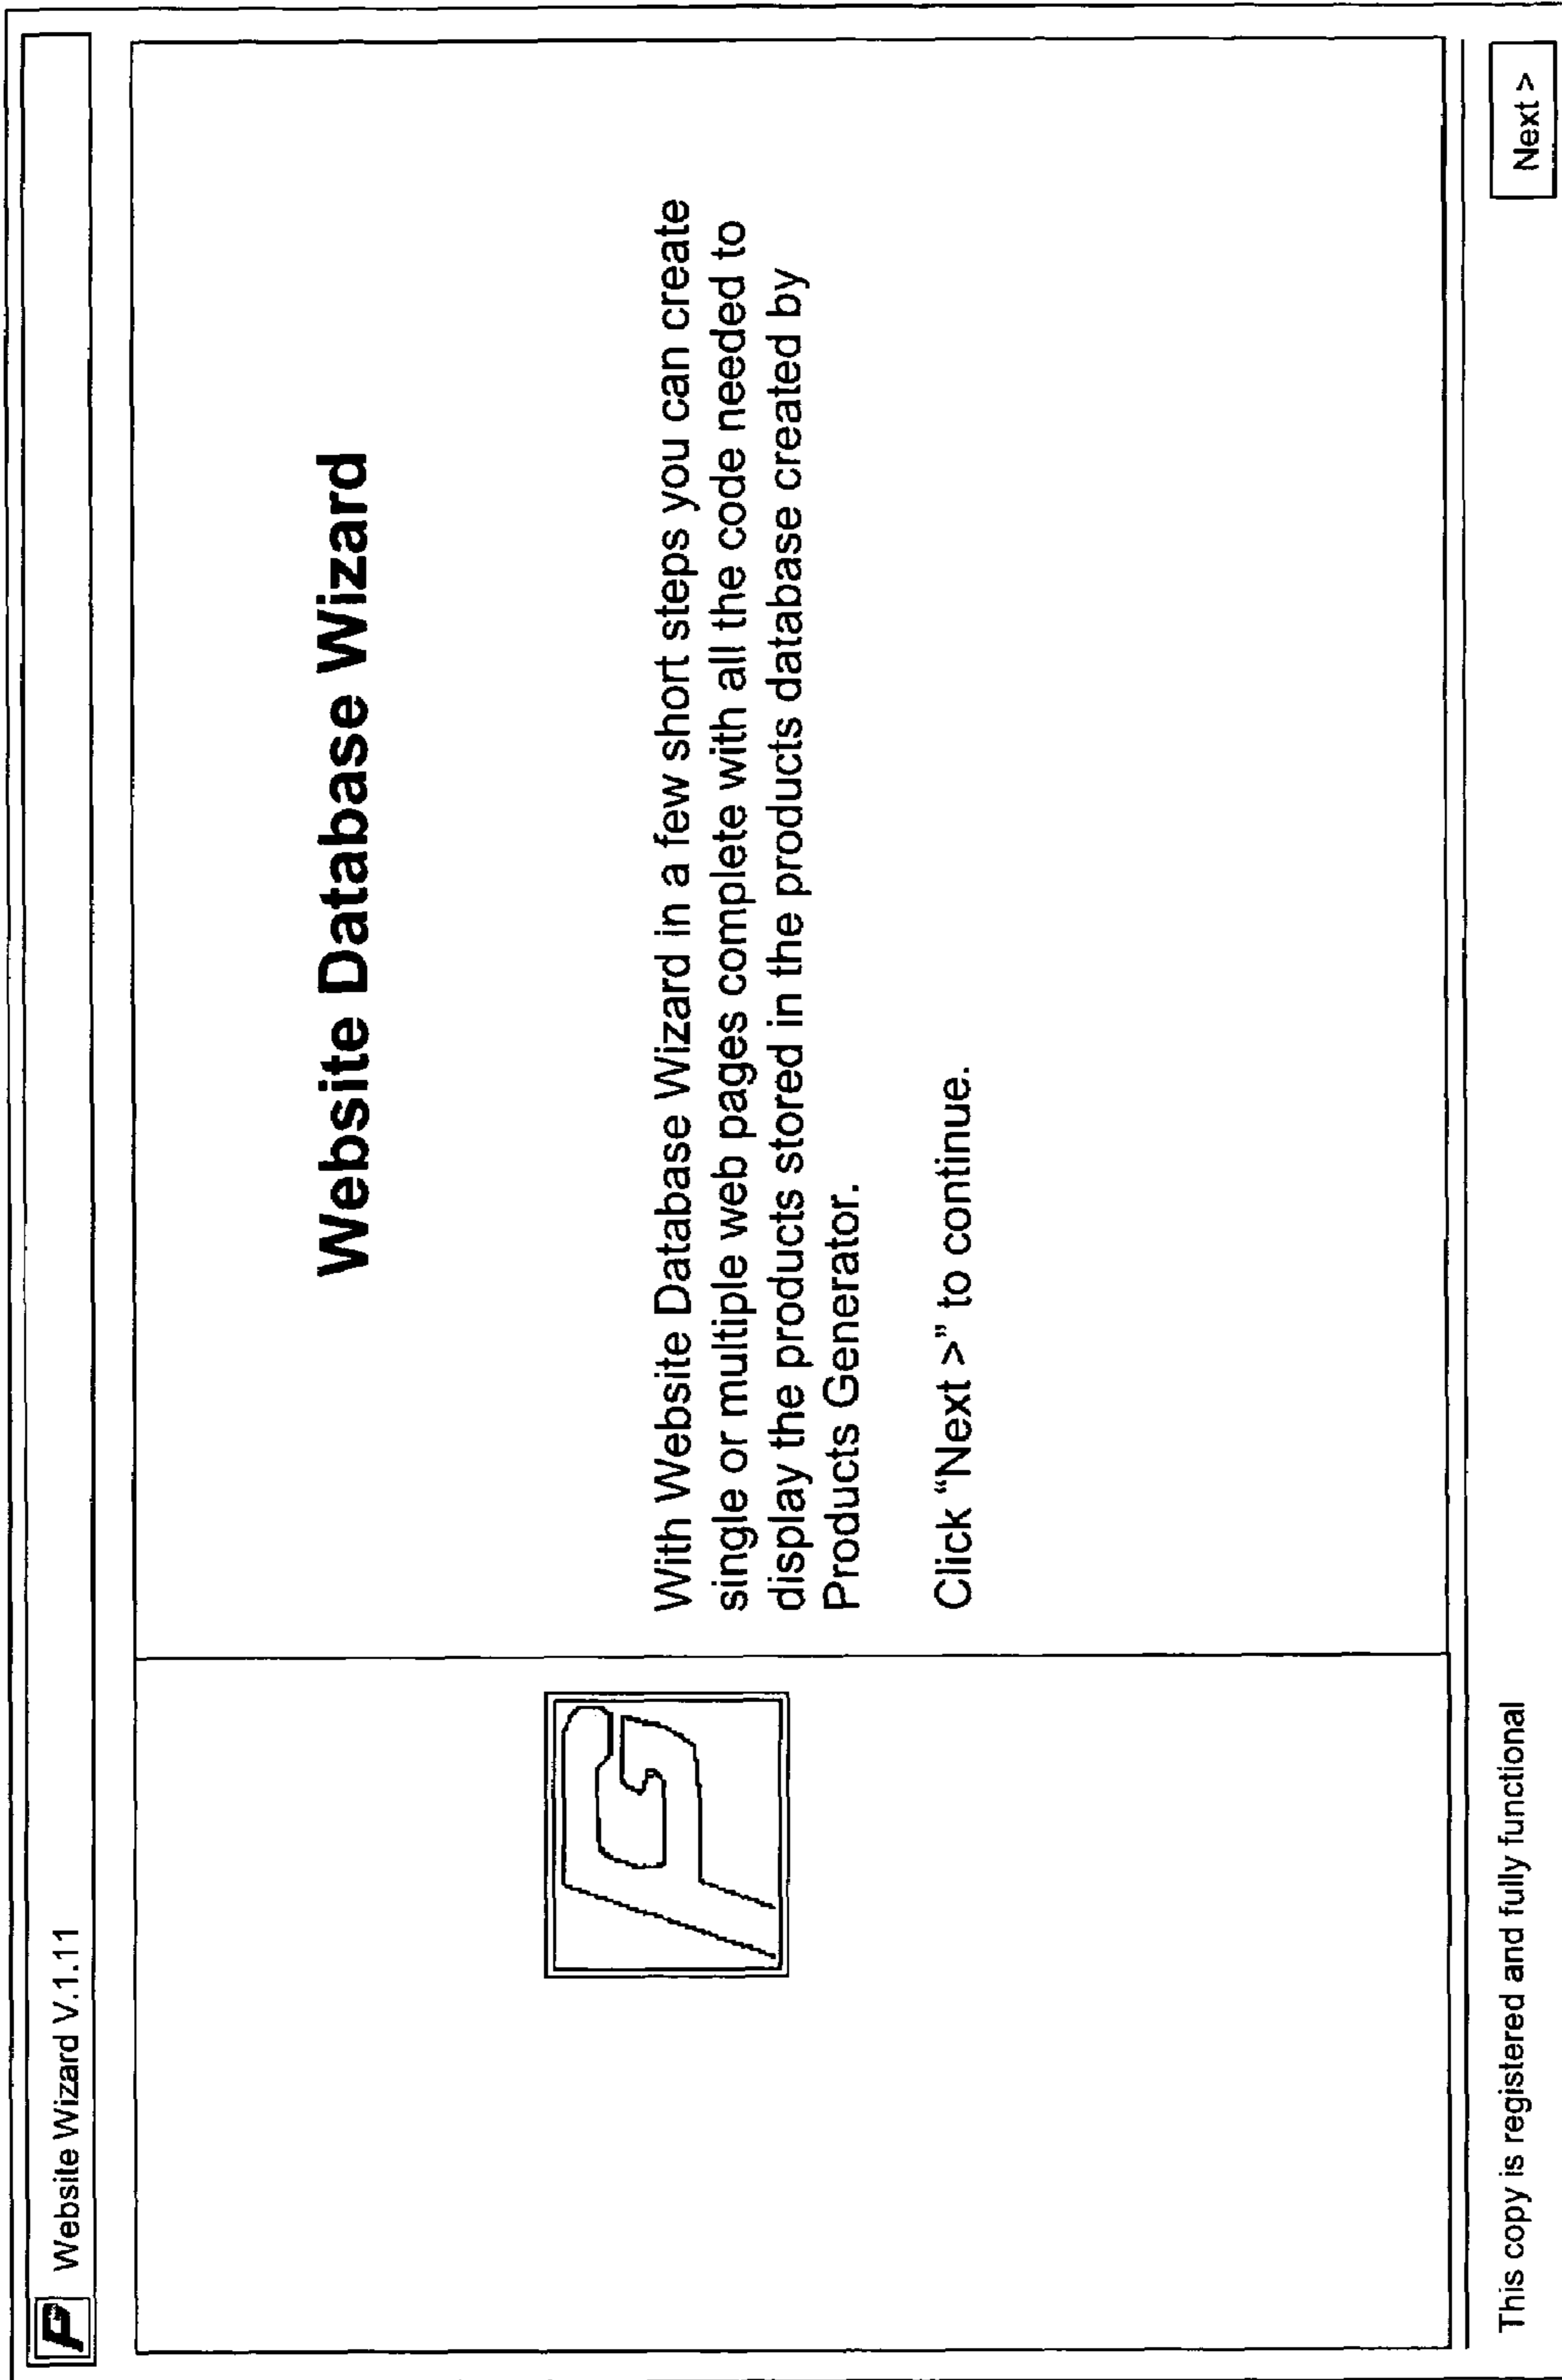 Website Wizard V.1.11
Website Database Wizard
With Website Database Wizard in a few short steps you can create
single or multiple web pages complete with all the code needed to
display the products stored in the products database created by
Products Generator.
Click “Next >” to continue.
This copy is registered and fully functional
Next >